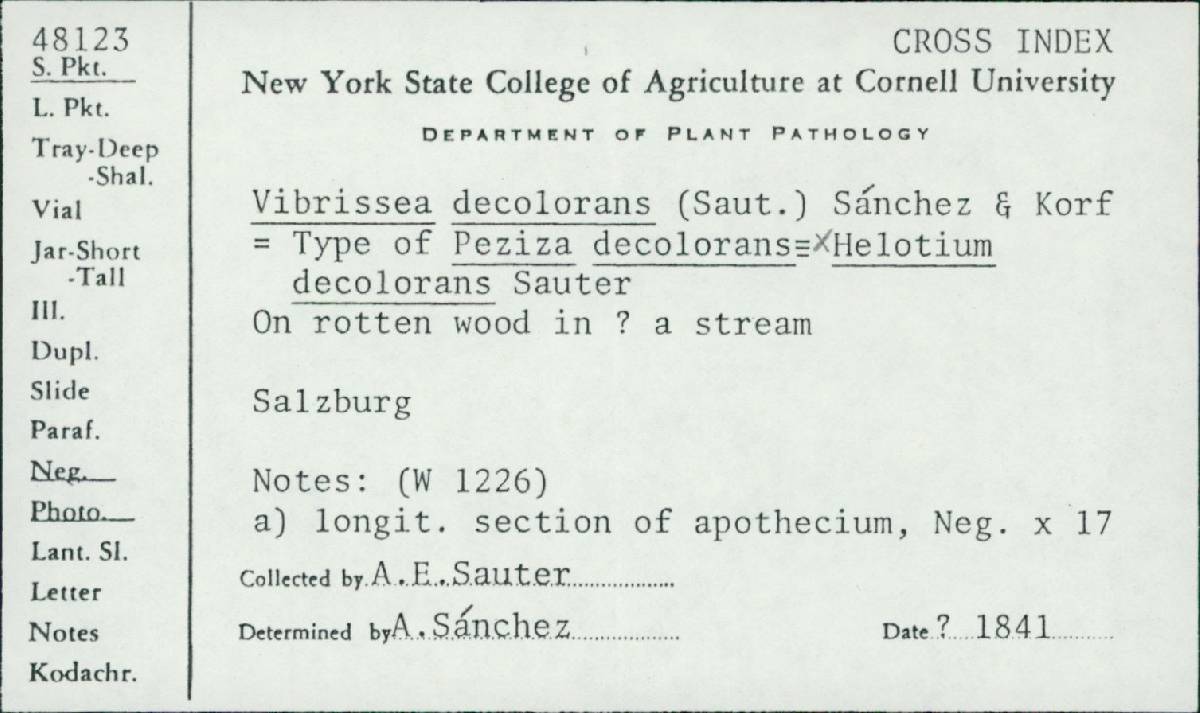 48123
S. Pkt.
L. Pkt.
Tray-Deep
-Shal.
Vial
Jar-Short
-Tall
Ill.
Dupl.
Slide
Paraf.
Neg.
Photo.
Lant. Sl.
Letter
Notes
Kodachr.
CROSS INDEX
New York State College of Agriculture at Cornell University
DEPARTMENT OF PLANT PATHOLOGY
Vibrissea decolorans (Saut.) Sánchez & Korf
= Type of Peziza decolorans≡×Helotium
decolorans Sauter
On rotten wood in ? a stream
Salzburg
Notes: (W 1226)
a) longit. section of apothecium, Neg. x 17
Collected by A.E.Sauter
Determined by A.Sánchez Date ? 1841